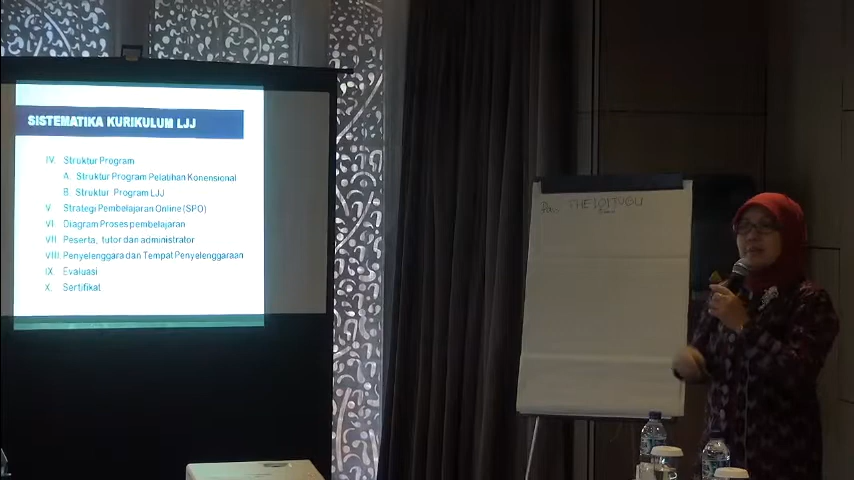 SISTEMATIKA KURIKULUM LJJ
IV. Struktur Program
A. Struktur Program Pelatihan Konensional
B. Struktur Program LJJ
V. Strategi Pembelajaran Online (SPO)
VI. Diagram Proses pembelajaran
VII. Peserta, tutor dan administrator
VIII. Penyelenggara dan Tempat Penyelenggaraan
IX. Evaluasi
X. Sertifikat